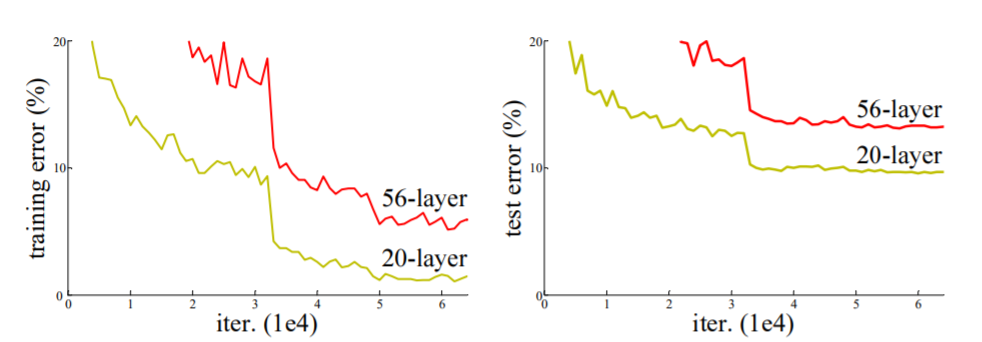 20
10
0
training error (%)
56-layer
20-layer
0 1 2 3 4 5 6
iter. (1e4)
20
10
0
test error (%)
56-layer
20-layer
0 1 2 3 4 5 6
iter. (1e4)